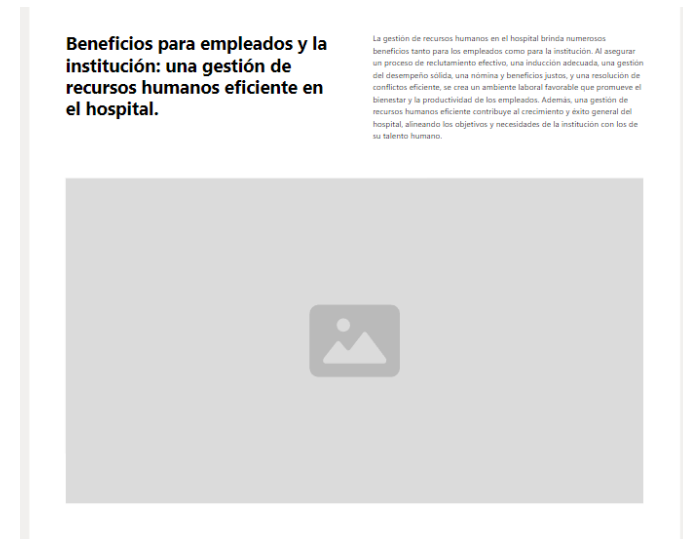 Beneficios para empleados y la
institución: una gestión de
recursos humanos eficiente en
el hospital.
La gestión de recursos humanos en el hospital brinda numerosos
beneficios tanto para los empleados como para la institución. Al asegurar
un proceso de reclutamiento efectivo, una inducción adecuada, una gestión
del desempeño sólida, una nómina y beneficios justos, y una resolución de
conflictos eficiente, se crea un ambiente laboral favorable que promueve el
bienestar y la productividad de los empleados. Además, una gestión de
recursos humanos eficiente contribuye al crecimiento y éxito general del
hospital, alineando los objetivos y necesidades de la institución con los de
su talento humano.